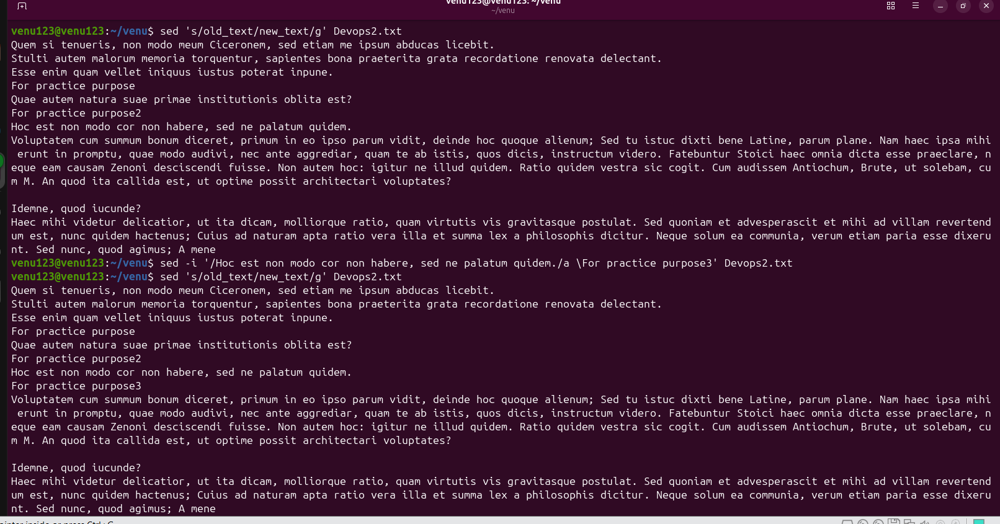 venu123@venu123: ~/venu
~/venu
venu123@venu123:~/venu$ sed 's/old_text/new_text/g' Devops2.txt
Quem si tenueris, non modo meum Ciceronem, sed etiam me ipsum abducas licebit.
Stulti autem malorum memoria torquentur, sapientes bona praeterita grata recordatione renovata delectant.
Esse enim quam vellet iniquus iustus poterat inpune.
For practice purpose
Quae autem natura suae primae institutionis oblita est?
For practice purpose2
Hoc est non modo cor non habere, sed ne palatum quidem.
Voluptatem cum summum bonum diceret, primum in eo ipso parum vidit, deinde hoc quoque alienum; Sed tu istuc dixti bene Latine, parum plane. Nam haec ipsa mihi
 erunt in promptu, quae modo audivi, nec ante aggrediar, quam te ab istis, quos dicis, instructum videro. Fatebuntur Stoici haec omnia dicta esse praeclare, n
eque eam causam Zenoni desciscendi fuisse. Non autem hoc: igitur ne illud quidem. Ratio quidem vestra sic cogit. Cum audissem Antiochum, Brute, ut solebam, cu
m M. An quod ita callida est, ut optime possit architectari voluptates?

Idemne, quod iucunde?
Haec mihi videtur delicatior, ut ita dicam, molliorque ratio, quam virtutis vis gravitasque postulat. Sed quoniam et advesperascit et mihi ad villam revertend
um est, nunc quidem hactenus; Cuius ad naturam apta ratio vera illa et summa lex a philosophis dicitur. Neque solum ea communia, verum etiam paria esse dixeru
nt. Sed nunc, quod agimus; A mene
venu123@venu123:~/venu$ sed -i '/Hoc est non modo cor non habere, sed ne palatum quidem./a \For practice purpose3' Devops2.txt
venu123@venu123:~/venu$ sed 's/old_text/new_text/g' Devops2.txt
Quem si tenueris, non modo meum Ciceronem, sed etiam me ipsum abducas licebit.
Stulti autem malorum memoria torquentur, sapientes bona praeterita grata recordatione renovata delectant.
Esse enim quam vellet iniquus iustus poterat inpune.
For practice purpose
Quae autem natura suae primae institutionis oblita est?
For practice purpose2
Hoc est non modo cor non habere, sed ne palatum quidem.
For practice purpose3
Voluptatem cum summum bonum diceret, primum in eo ipso parum vidit, deinde hoc quoque alienum; Sed tu istuc dixti bene Latine, parum plane. Nam haec ipsa mihi
 erunt in promptu, quae modo audivi, nec ante aggrediar, quam te ab istis, quos dicis, instructum videro. Fatebuntur Stoici haec omnia dicta esse praeclare, n
eque eam causam Zenoni desciscendi fuisse. Non autem hoc: igitur ne illud quidem. Ratio quidem vestra sic cogit. Cum audissem Antiochum, Brute, ut solebam, cu
m M. An quod ita callida est, ut optime possit architectari voluptates?

Idemne, quod iucunde?
Haec mihi videtur delicatior, ut ita dicam, molliorque ratio, quam virtutis vis gravitasque postulat. Sed quoniam et advesperascit et mihi ad villam revertend
um est, nunc quidem hactenus; Cuius ad naturam apta ratio vera illa et summa lex a philosophis dicitur. Neque solum ea communia, verum etiam paria esse dixeru
nt. Sed nunc, quod agimus; A mene
inside or press Ctrl+G